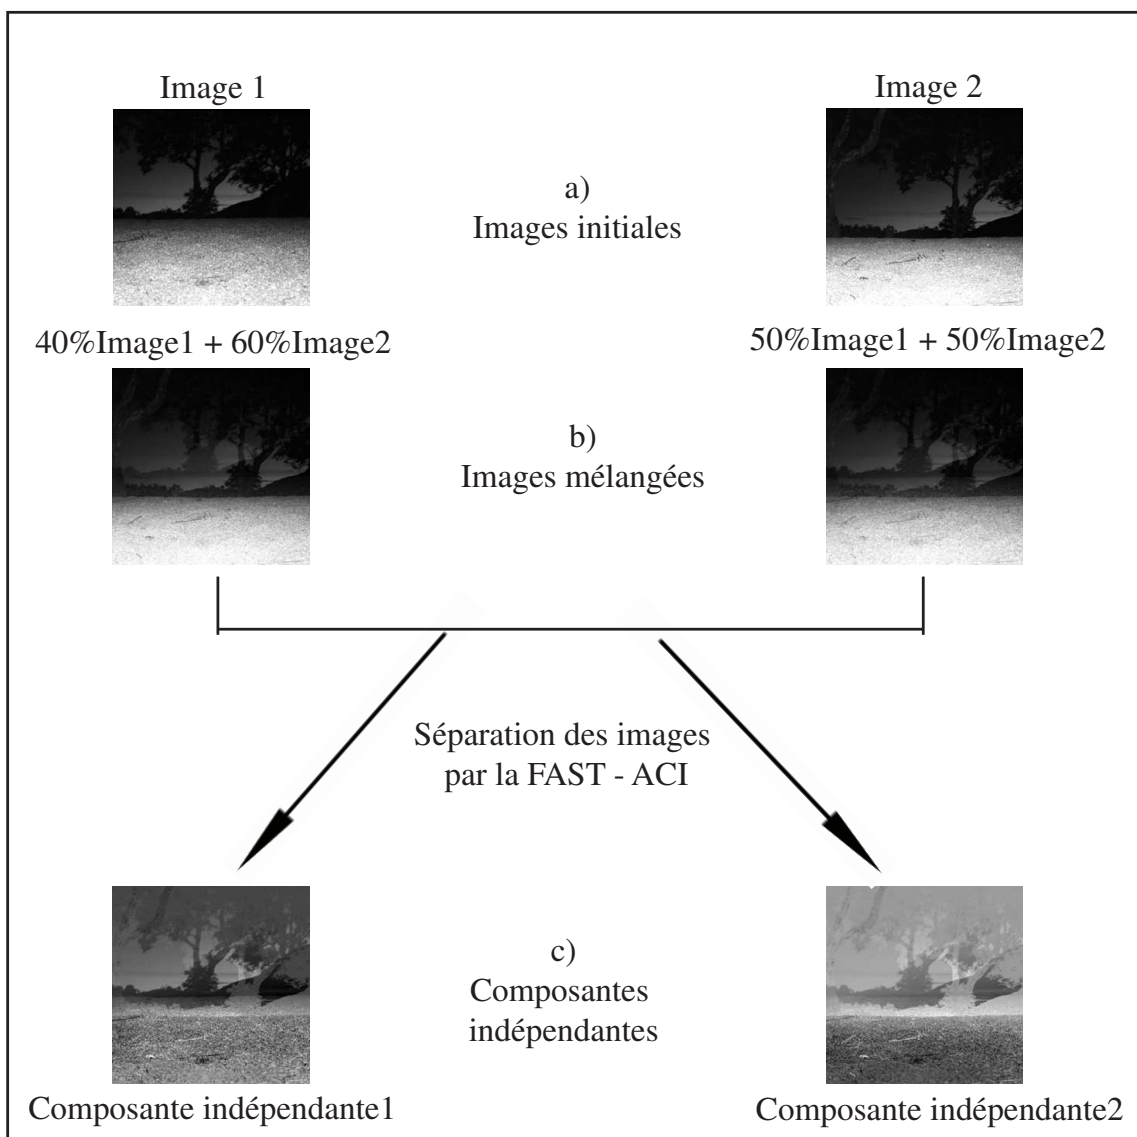 Image 1
Image 2
a)
Images initiales
40%Image1 + 60%Image2
50%Image1 + 50%Image2
b)
Images mélangées
Séparation des images
par la FAST - ACI
c)
Composantes
indépendantes
Composante indépendante1
Composante indépendante2